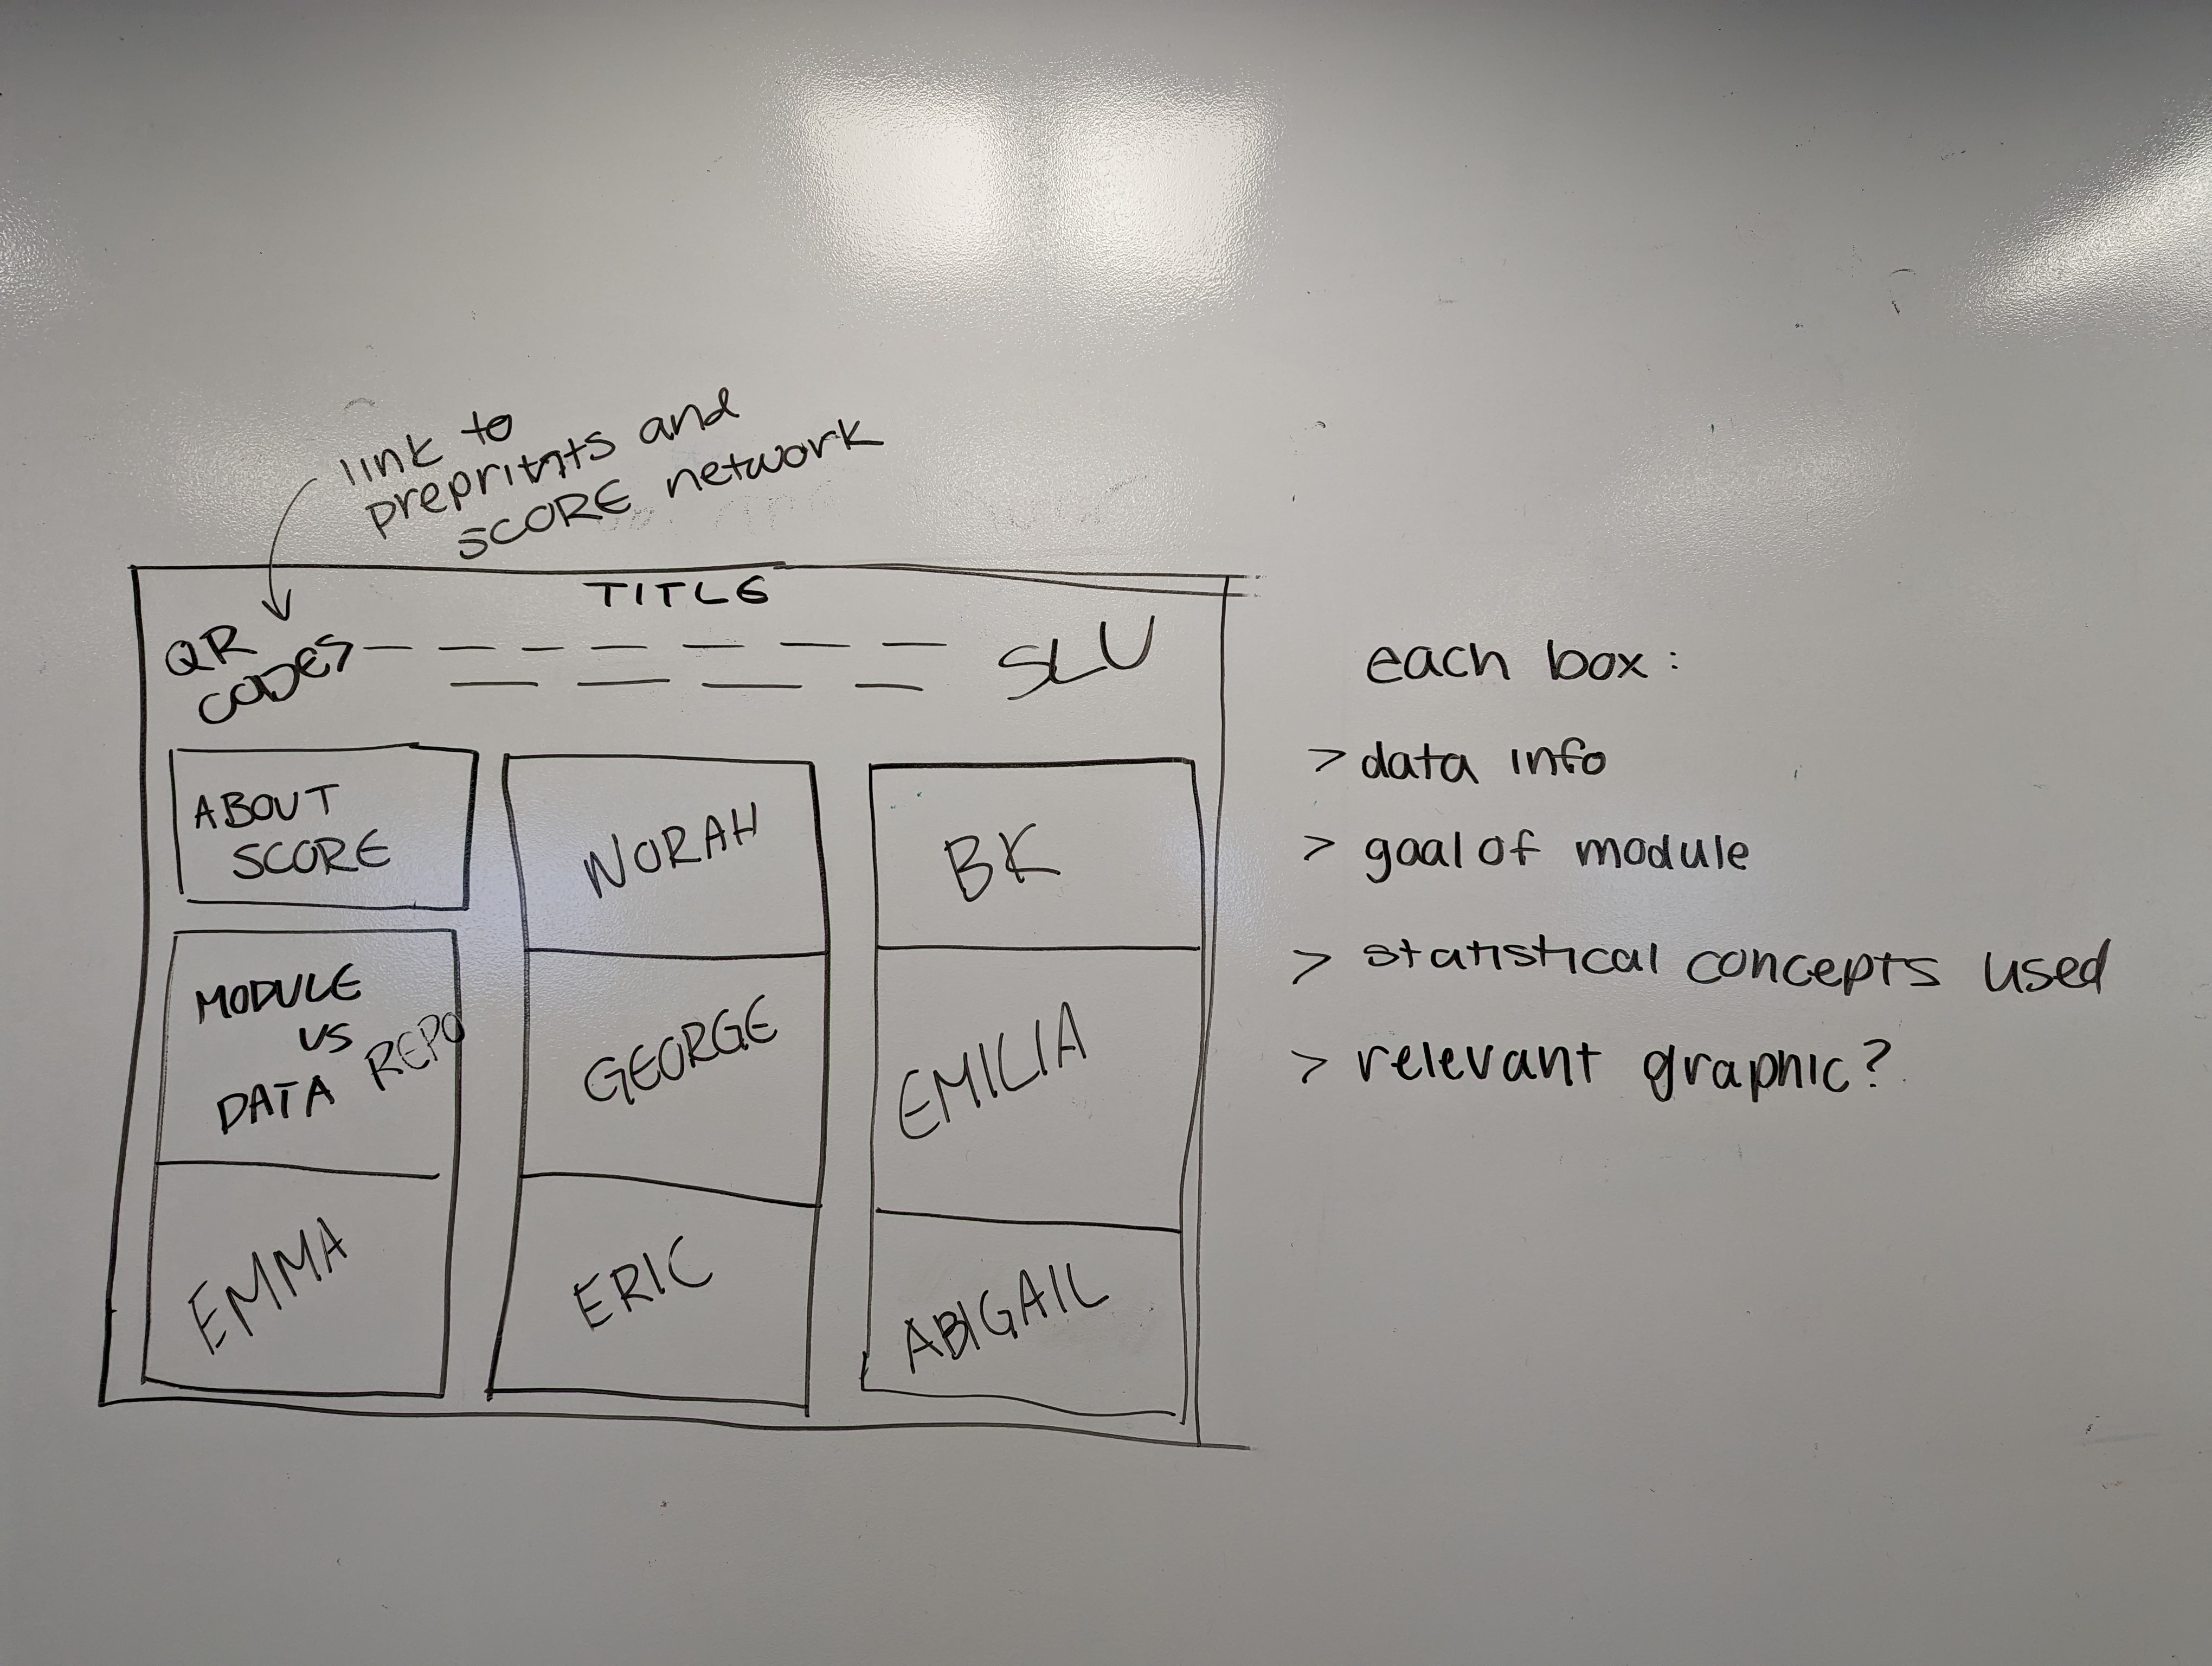 link to
preprints and
SCORE network
TITLE
QR
CODES
SLU
ABOUT
SCORE
MODULE
VS
DATA REPO
EMMA
NORAH
GEORGE
ERIC
BK
EMILIA
ABIGAIL
each box:
> data info
> goal of module
> statistical concepts used
> relevant graphic?